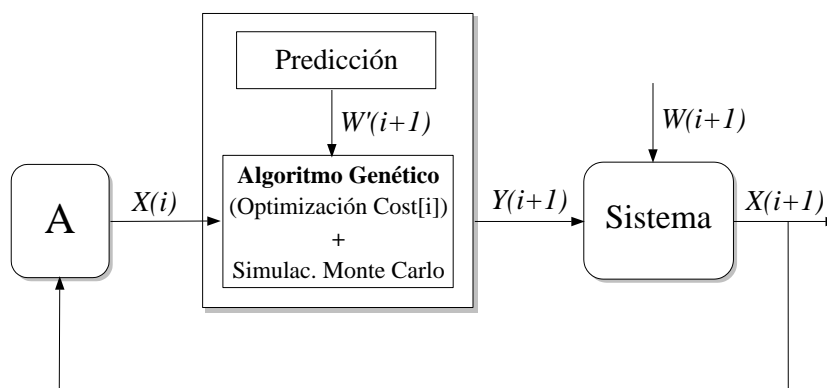 Predicción
W'(i+1)
W(i+1)
A
X(i)
Algoritmo Genético
(Optimización Cost[i])
+
Simulac. Monte Carlo
Y(i+1)
Sistema
X(i+1)